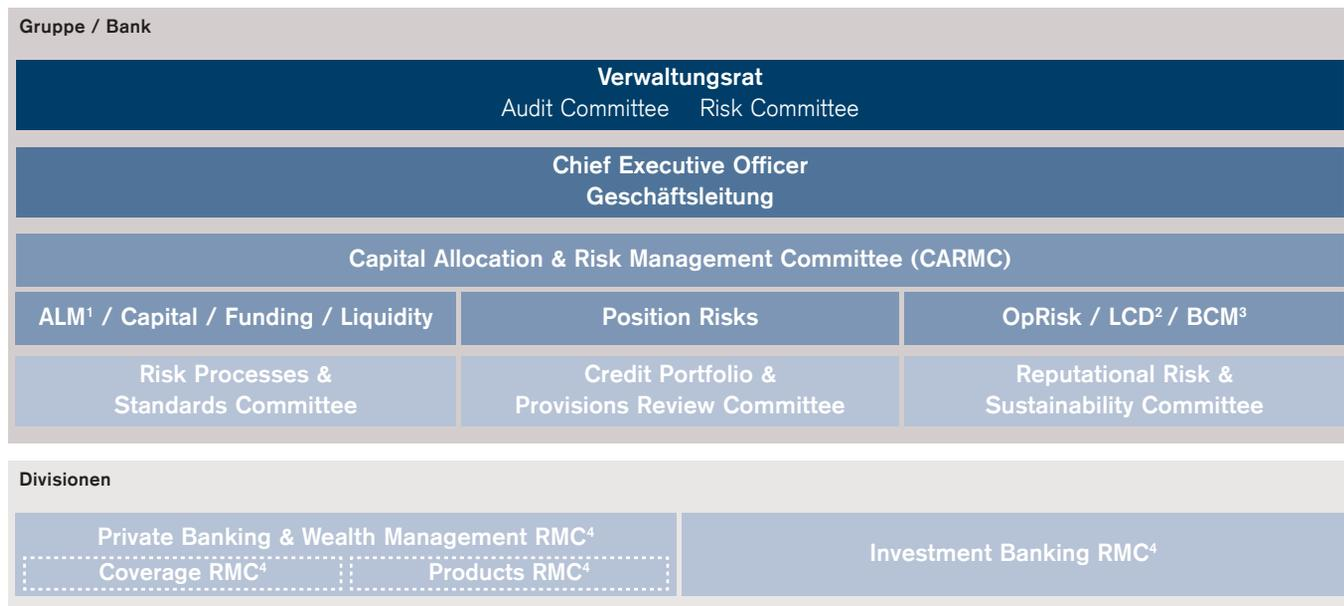 Gruppe / Bank
Verwaltungsrat
Audit Committee Risk Committee
Chief Executive Officer
Geschäftsleitung
Capital Allocation & Risk Management Committee (CARMC)
ALM¹ / Capital / Funding / Liquidity
Position Risks
OpRisk / LCD² / BCM³
Risk Processes &
Standards Committee
Credit Portfolio &
Provisions Review Committee
Reputational Risk &
Sustainability Committee
Divisionen
Private Banking & Wealth Management RMC⁴
Coverage RMC⁴
Products RMC⁴
Investment Banking RMC⁴